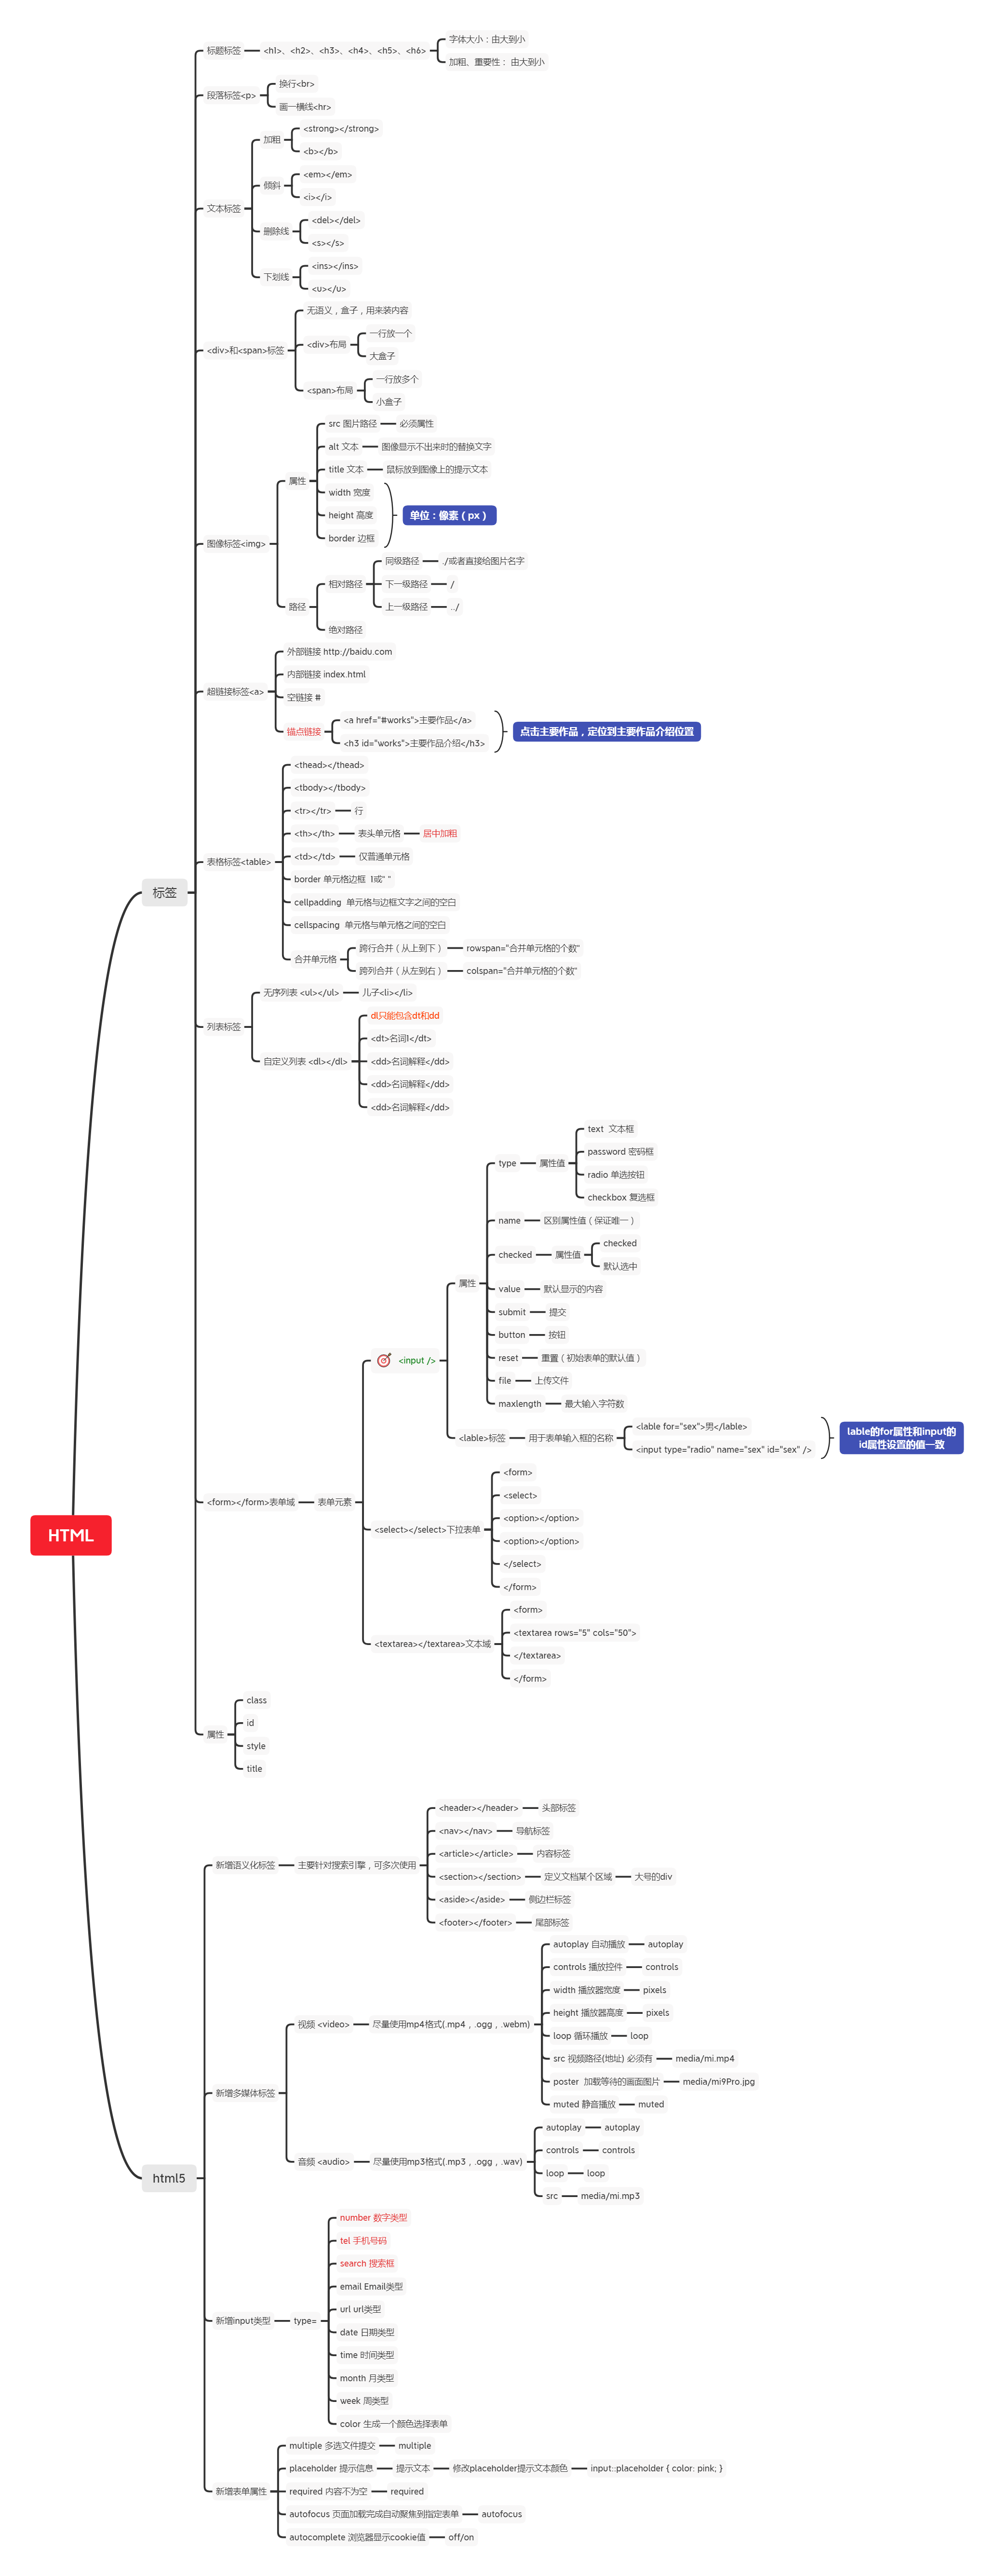 HTML
标签
标题标签
<h1>、<h2>、<h3>、<h4>、<h5>、<h6>
字体大小：由大到小
加粗、重要性： 由大到小
段落标签<p>
换行<br>
画一横线<hr>
文本标签
加粗
<strong></strong>
<b></b>
倾斜
<em></em>
<i></i>
删除线
<del></del>
<s></s>
下划线
<ins></ins>
<u></u>
<div>和<span>标签
无语义，盒子，用来装内容
<div>布局
一行放一个
大盒子
<span>布局
一行放多个
小盒子
图像标签<img>
属性
src 图片路径
必须属性
alt 文本
图像显示不出来时的替换文字
title 文本
鼠标放到图像上的提示文本
width 宽度
height 高度
border 边框
单位：像素（px）
路径
相对路径
同级路径
./或者直接给图片名字
下一级路径
/
上一级路径
../
绝对路径
超链接标签<a>
外部链接 http://baidu.com
内部链接 index.html
空链接 #
锚点链接
<a href="#works">主要作品</a>
<h3 id="works">主要作品介绍</h3>
点击主要作品，定位到主要作品介绍位置
表格标签<table>
<thead></thead>
<tbody></tbody>
<tr></tr>
行
<th></th>
表头单元格
居中加粗
<td></td>
仅普通单元格
border 单元格边框  1或" "
cellpadding  单元格与边框文字之间的空白
cellspacing  单元格与单元格之间的空白
合并单元格
跨行合并（从上到下）
rowspan="合并单元格的个数"
跨列合并（从左到右）
colspan="合并单元格的个数"
列表标签
无序列表 <ul></ul>
儿子<li></li>
自定义列表 <dl></dl>
dl只能包含dt和dd
<dt>名词1</dt>
<dd>名词解释</dd>
<dd>名词解释</dd>
<dd>名词解释</dd>
<form></form>表单域
表单元素
<input />
属性
type
属性值
text  文本框
password 密码框
radio 单选按钮
checkbox 复选框
name
区别属性值（保证唯一）
checked
属性值
checked
默认选中
value
默认显示的内容
submit
提交
button
按钮
reset
重置（初始表单的默认值）
file
上传文件
maxlength
最大输入字符数
<lable>标签
用于表单输入框的名称
<lable for="sex">男</lable>
<input type="radio" name="sex" id="sex" />
lable的for属性和input的
id属性设置的值一致
<select></select>下拉表单
<form>
<select>
<option></option>
<option></option>
</select>
</form>
<textarea></textarea>文本域
<form>
<textarea rows="5" cols="50">
</textarea>
</form>
属性
class
id
style
title
html5
新增语义化标签
主要针对搜索引擎，可多次使用
<header></header>
头部标签
<nav></nav>
导航标签
<article></article>
内容标签
<section></section>
定义文档某个区域
大号的div
<aside></aside>
侧边栏标签
<footer></footer>
尾部标签
新增多媒体标签
视频 <video>
尽量使用mp4格式(.mp4，.ogg，.webm)
autoplay 自动播放
autoplay
controls 播放控件
controls
width 播放器宽度
pixels
height 播放器高度
pixels
loop 循环播放
loop
src 视频路径(地址) 必须有
media/mi.mp4
poster  加载等待的画面图片
media/mi9Pro.jpg
muted 静音播放
muted
音频 <audio>
尽量使用mp3格式(.mp3，.ogg，.wav)
autoplay
autoplay
controls
controls
loop
loop
src
media/mi.mp3
新增input类型
type=
number 数字类型
tel 手机号码
search 搜索框
email Email类型
url url类型
date 日期类型
time 时间类型
month 月类型
week 周类型
color 生成一个颜色选择表单
新增表单属性
multiple 多选文件提交
multiple
placeholder 提示信息
提示文本
修改placeholder提示文本颜色
input::placeholder { color: pink; }
required 内容不为空
required
autofocus 页面加载完成自动聚焦到指定表单
autofocus
autocomplete 浏览器显示cookie值
off/on